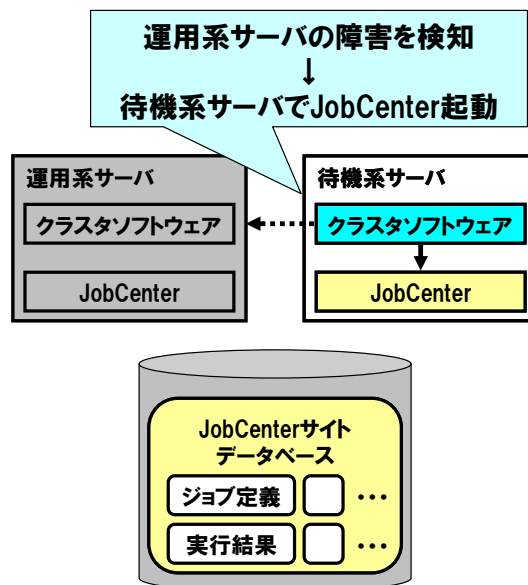 運用系サーバの障害を検知
↓
待機系サーバでJobCenter起動
運用系サーバ
クラスタソフトウェア
JobCenter
待機系サーバ
クラスタソフトウェア
JobCenter
JobCenterサイト
データベース
ジョブ定義 …
実行結果 …